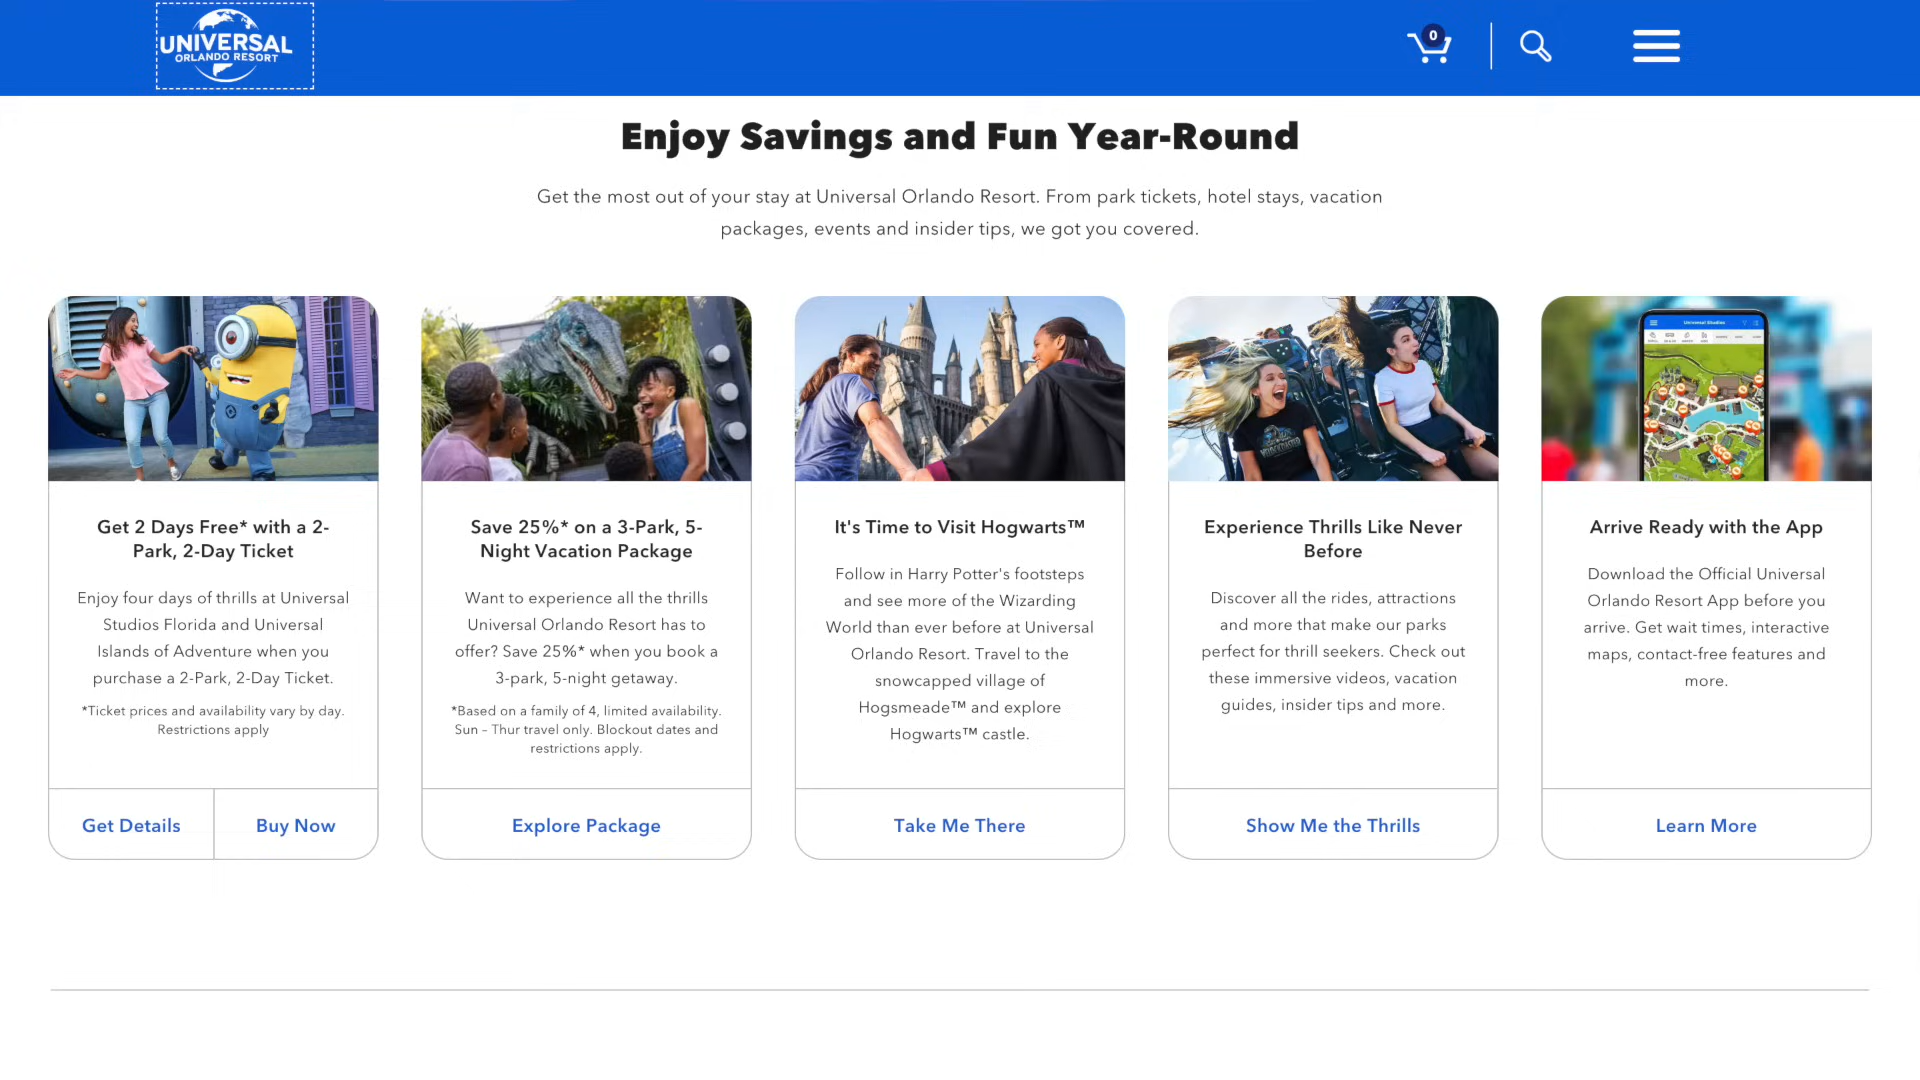 UNIVERSAL
ORLANDO RESORT
0
Enjoy Savings and Fun Year-Round
Get the most out of your stay at Universal Orlando Resort. From park tickets, hotel stays, vacation
packages, events and insider tips, we got you covered.
Get 2 Days Free* with a 2-
Park, 2-Day Ticket
Enjoy four days of thrills at Universal
Studios Florida and Universal
Islands of Adventure when you
purchase a 2-Park, 2-Day Ticket.
*Ticket prices and availability vary by day.
Restrictions apply
Get Details
Buy Now
Save 25%* on a 3-Park, 5-
Night Vacation Package
Want to experience all the thrills
Universal Orlando Resort has to
offer? Save 25%* when you book a
3-park, 5-night getaway.
*Based on a family of 4, limited availability.
Sun – Thur travel only. Blockout dates and
restrictions apply.
Explore Package
It's Time to Visit Hogwarts™
Follow in Harry Potter's footsteps
and see more of the Wizarding
World than ever before at Universal
Orlando Resort. Travel to the
snowcapped village of
Hogsmeade™ and explore
Hogwarts™ castle.
Take Me There
Experience Thrills Like Never
Before
Discover all the rides, attractions
and more that make our parks
perfect for thrill seekers. Check out
these immersive videos, vacation
guides, insider tips and more.
Show Me the Thrills
Universal Studios
Arrive Ready with the App
Download the Official Universal
Orlando Resort App before you
arrive. Get wait times, interactive
maps, contact-free features and
more.
Learn More